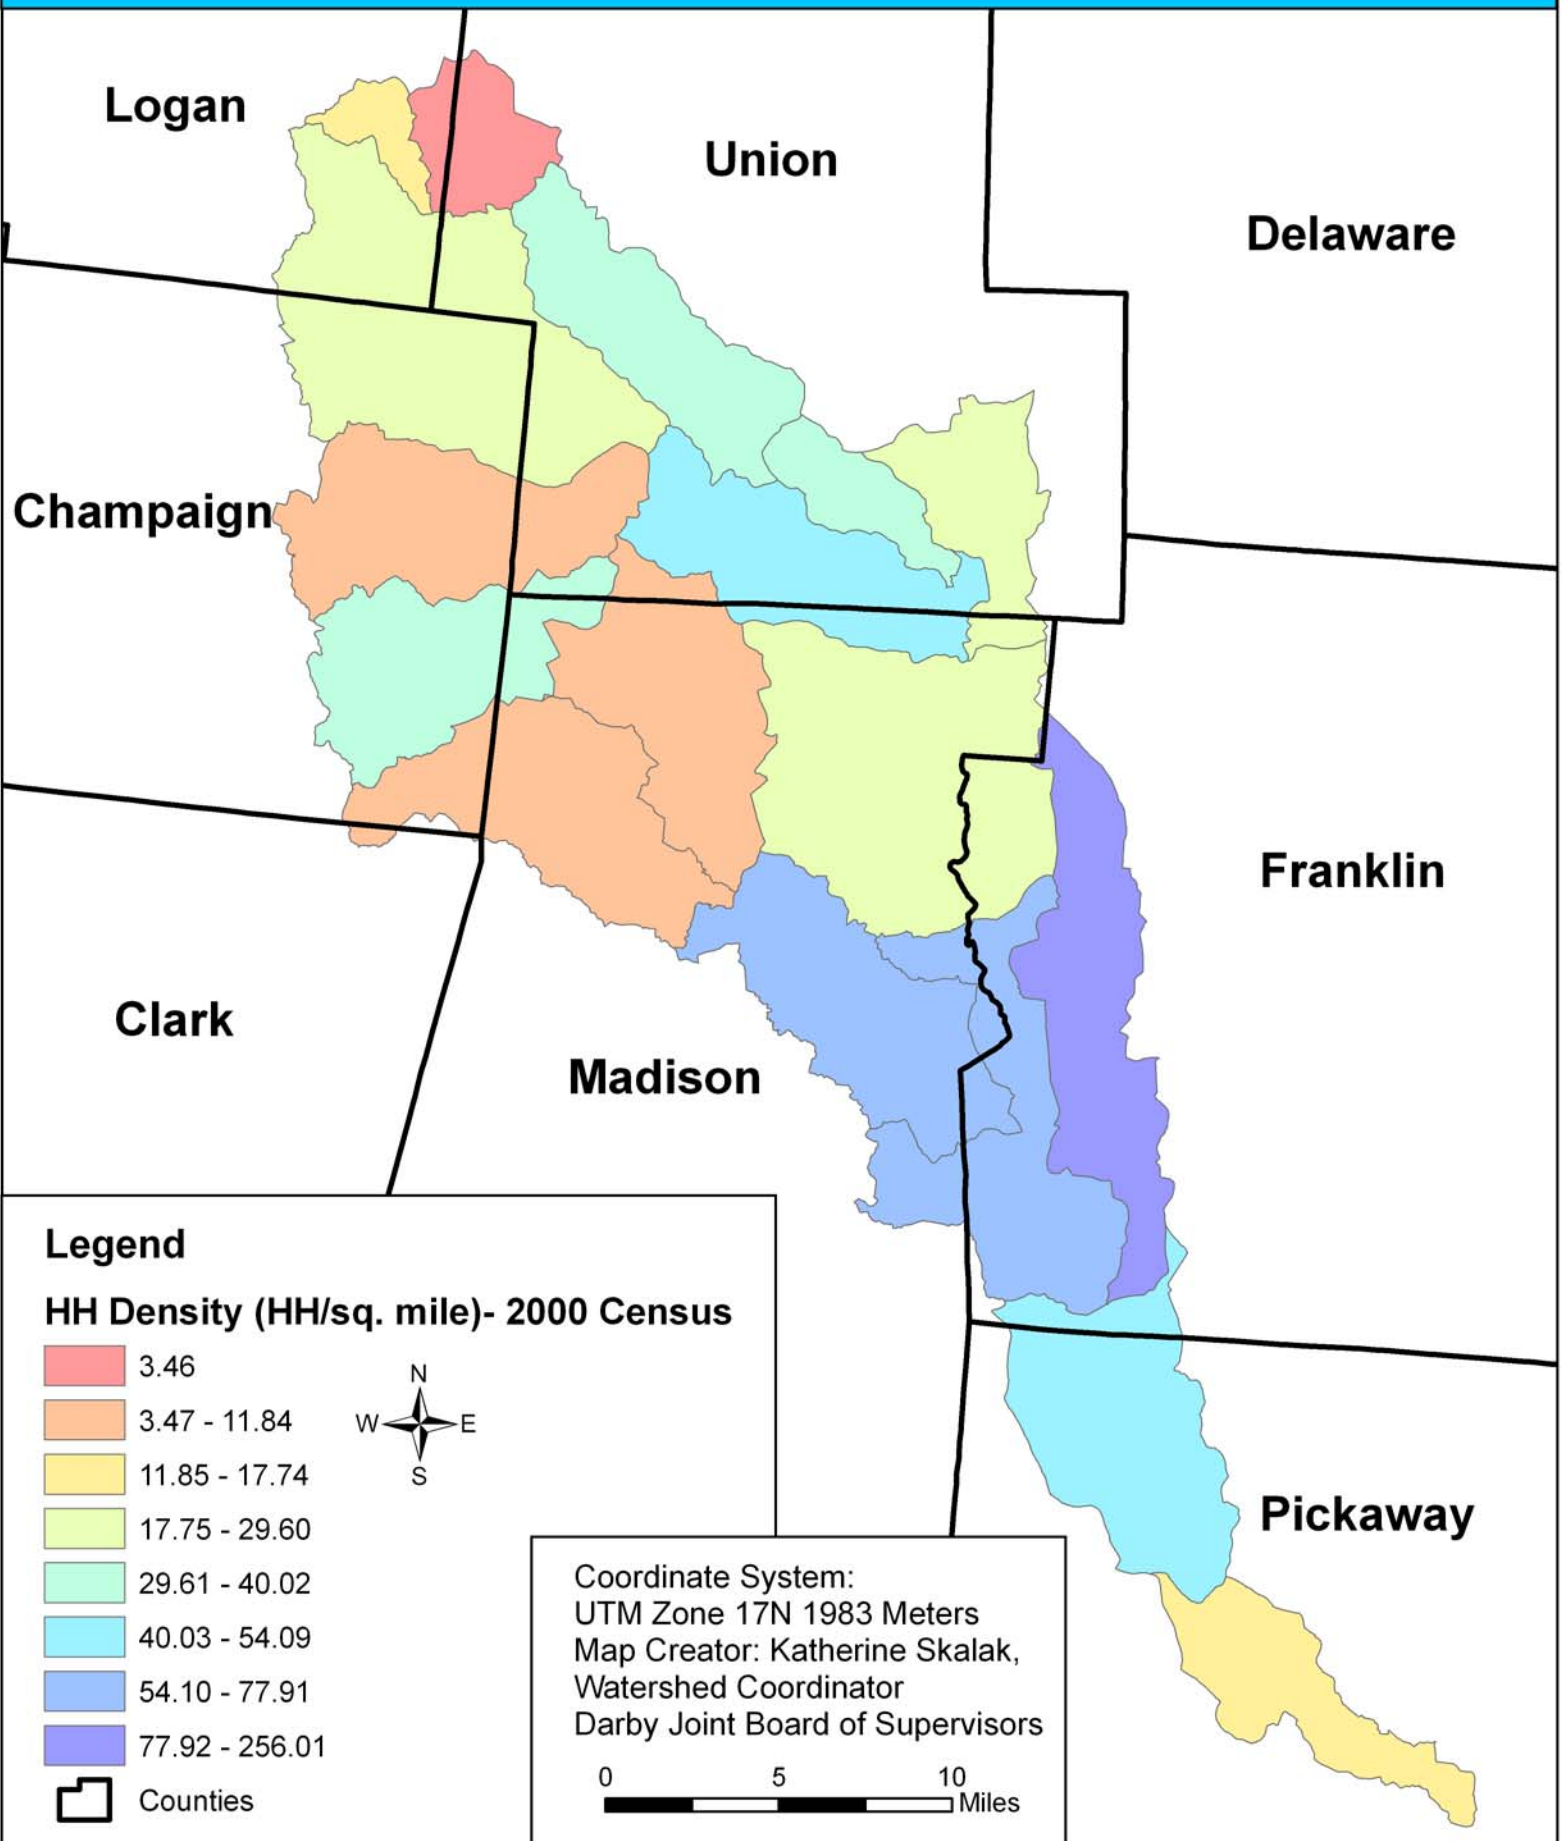 Logan
Union
Delaware
Champaign
Franklin
Clark
Madison
Pickaway
Legend
HH Density (HH/sq. mile)- 2000 Census
3.46
3.47 - 11.84
11.85 - 17.74
17.75 - 29.60
29.61 - 40.02
40.03 - 54.09
54.10 - 77.91
77.92 - 256.01
Counties
N
W E
S
Coordinate System:
UTM Zone 17N 1983 Meters
Map Creator: Katherine Skalak,
Watershed Coordinator
Darby Joint Board of Supervisors
0 5 10
Miles